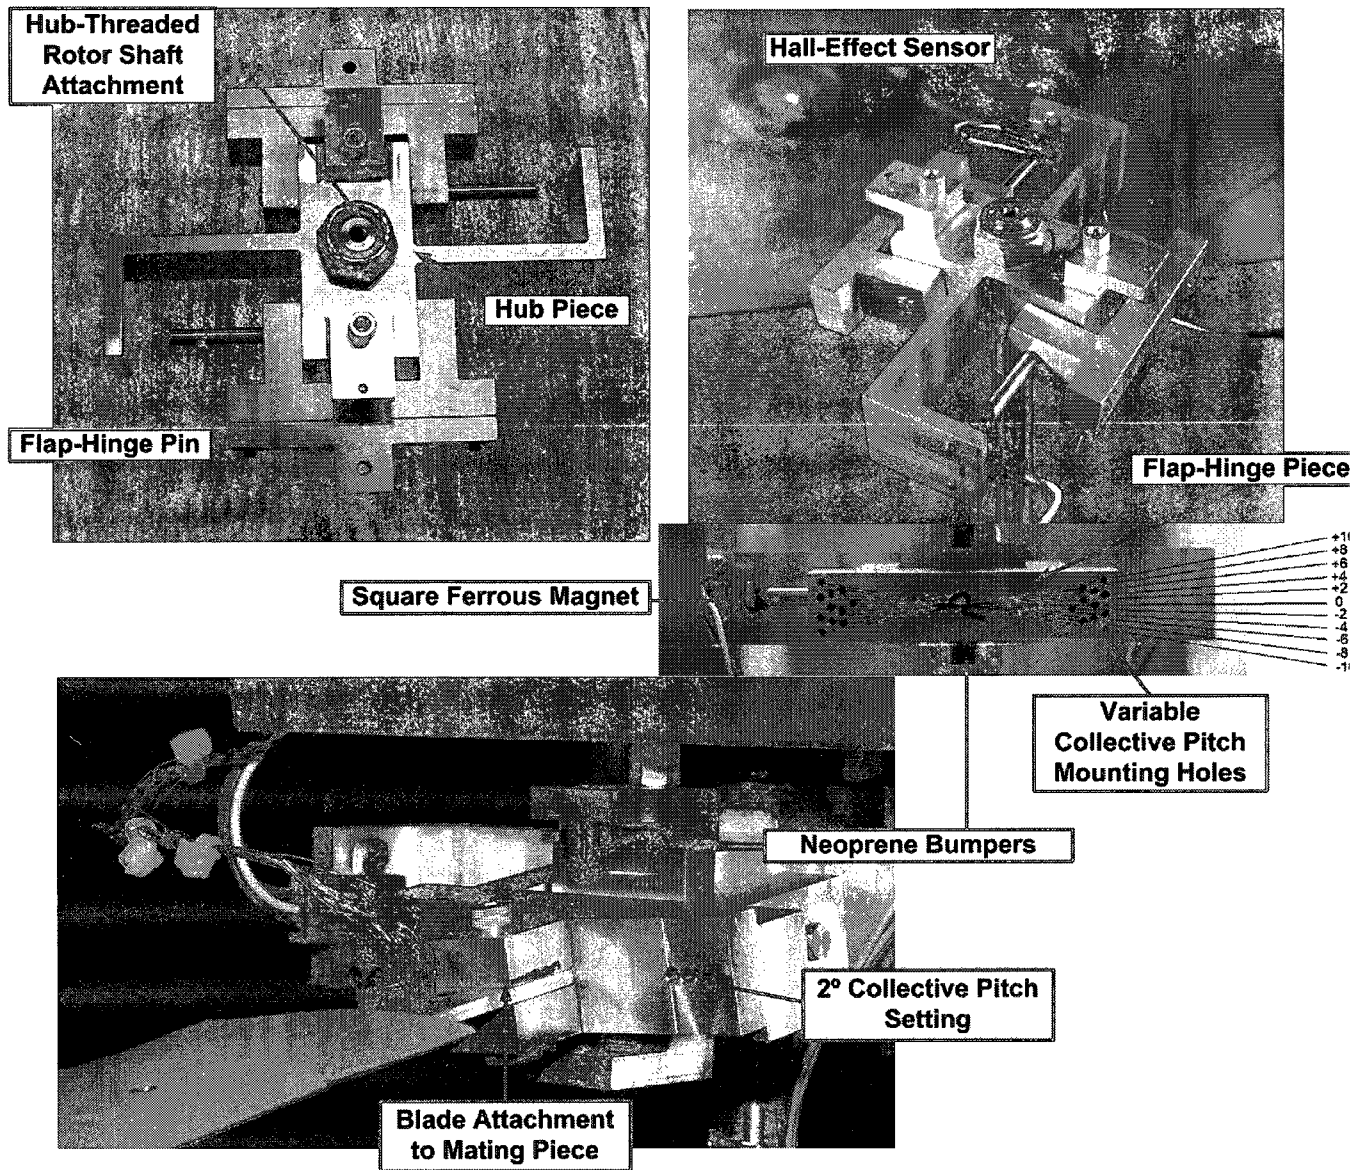 Hub-Threaded
Rotor Shaft
Attachment
Hall-Effect Sensor
Hub Piece
Flap-Hinge Pin
Flap-Hinge Piece
+10
+8
+6
+4
+2
0
-2
-4
-6
-8
Square Ferrous Magnet
Variable
Collective Pitch
Mounting Holes
Neoprene Bumpers
2º Collective Pitch
Setting
Blade Attachment
to Mating Piece